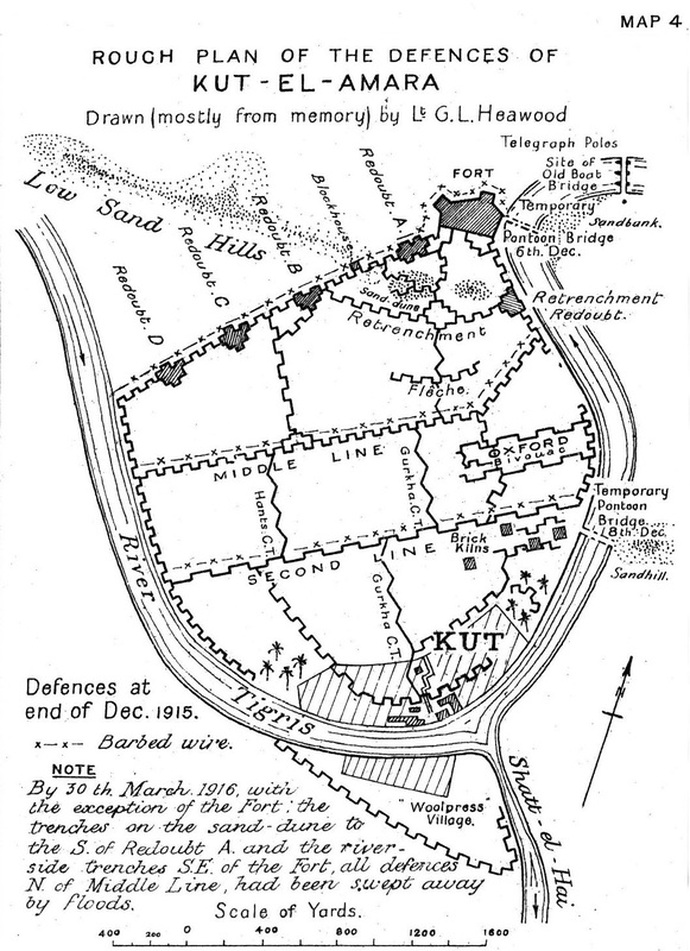 MAP 4
ROUGH PLAN OF THE DEFENCES OF
KUT-EL-AMARA
Drawn (mostly from memory) by Lt G.L. Heawood
Telegraph Poles
Site of
Old Boat
Bridge
Temporary
Sandbank.
Pontoon Bridge
6th. Dec.
FORT
Low Sand Hills
Redoubt. A
Blockhouse
Redoubt. B
Redoubt. C
Redoubt. D
Sand-dune
Retrenchment
Retrenchment
Redoubt.
Flêche.
MIDDLE LINE
OXFORD
Bivouac
Gurkha C.T.
Hants. C.T.
Temporary
Pontoon
Bridge
18th. Dec.
Sandhill.
Brick
Kilns
SECOND LINE
Gurkha C.T.
River
Tigris
KUT
N
Defences at
end of Dec. 1915.
x—x— Barbed wire.
NOTE
By 30 th. March. 1916, with
the exception of the Fort; the
trenches on the sand-dune to
the S. of Redoubt A. and the river-
side trenches S.E. of the Fort, all defences
N. of Middle Line, had been swept away
by floods.
"Woolpress"
Village.
Shatt-el-Hai
Scale of Yards.
400 200 0 400 800 1200 1600